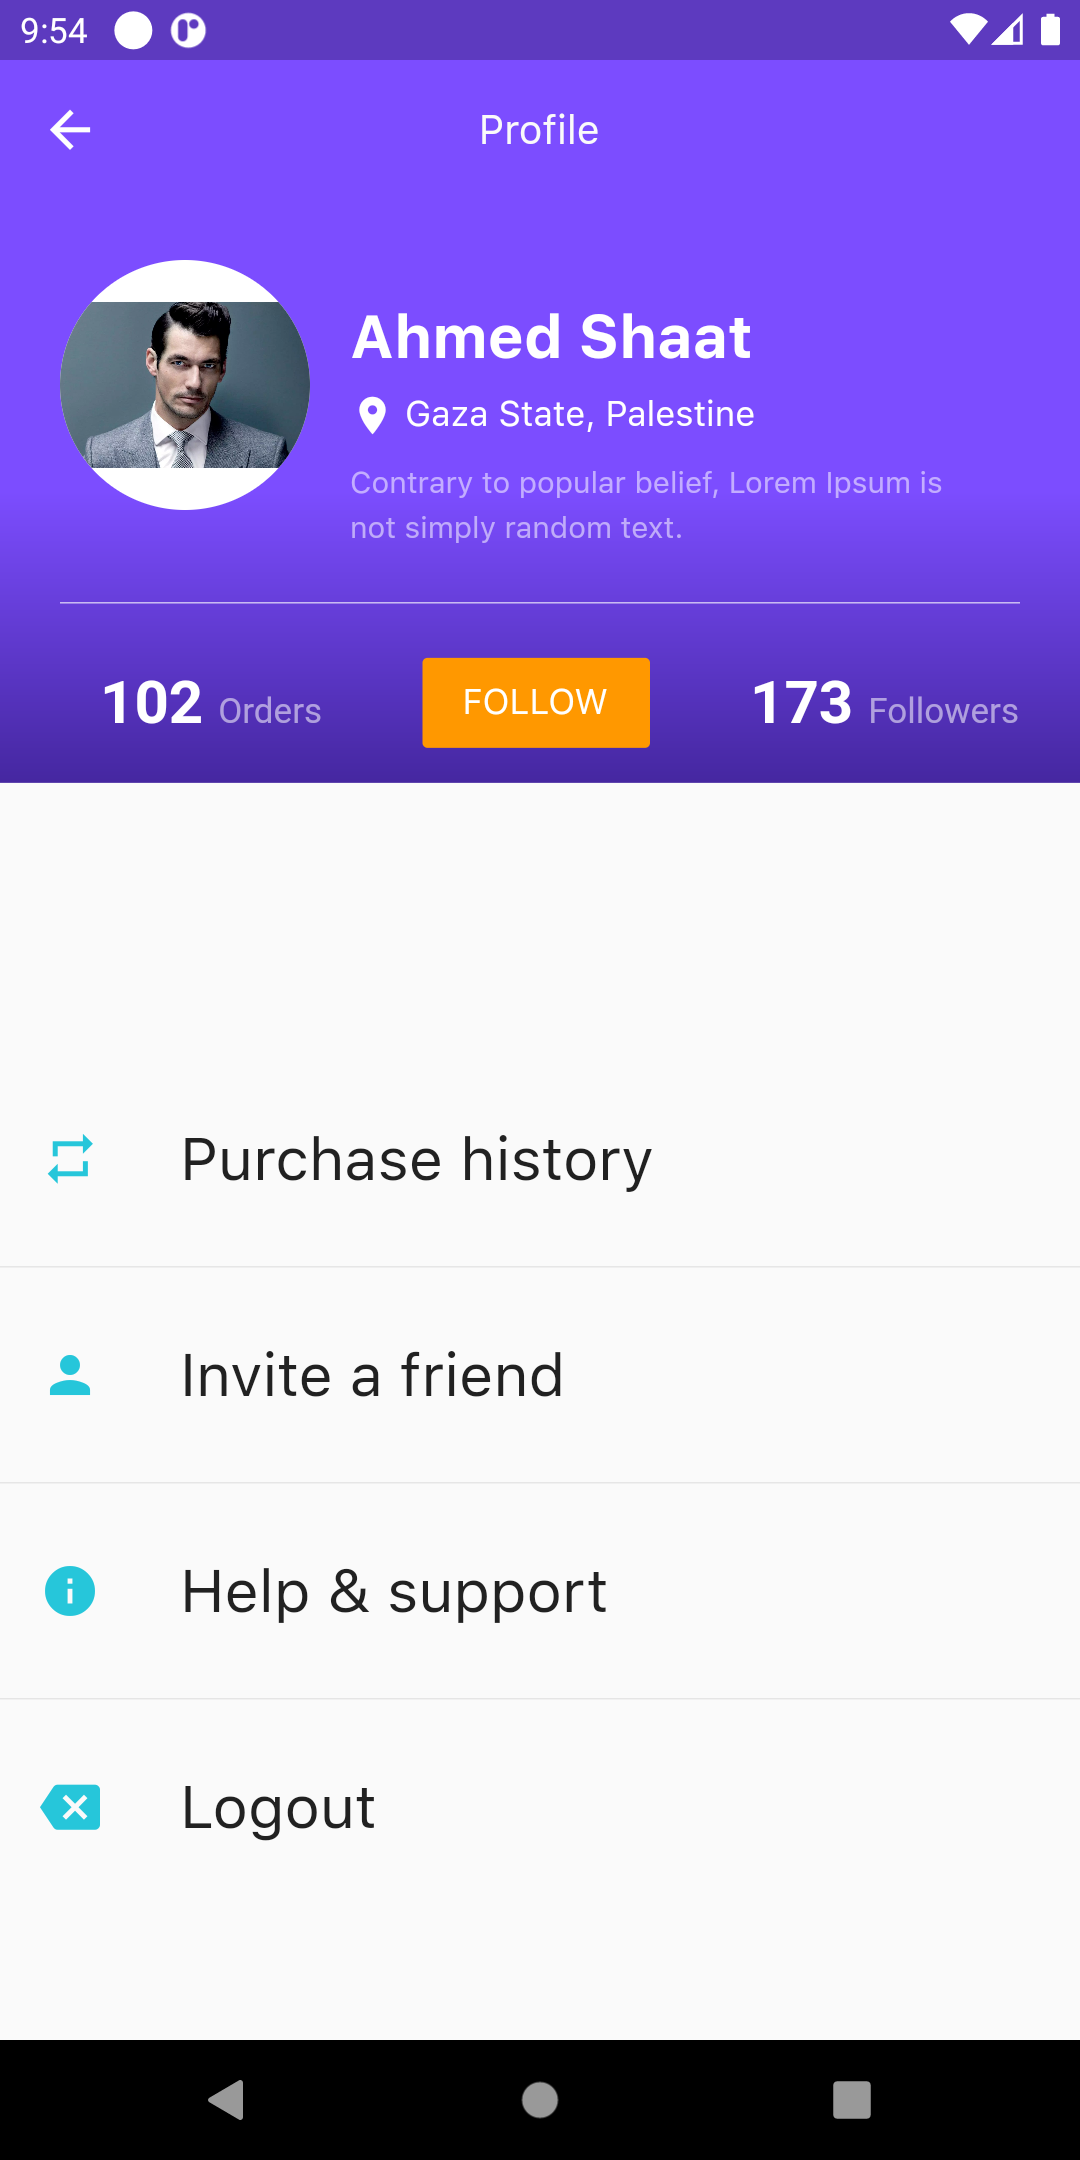 9:54
Profile
Ahmed Shaat
Gaza State, Palestine
Contrary to popular belief, Lorem Ipsum is
not simply random text.
102 Orders
FOLLOW
173 Followers
Purchase history
Invite a friend
Help & support
Logout